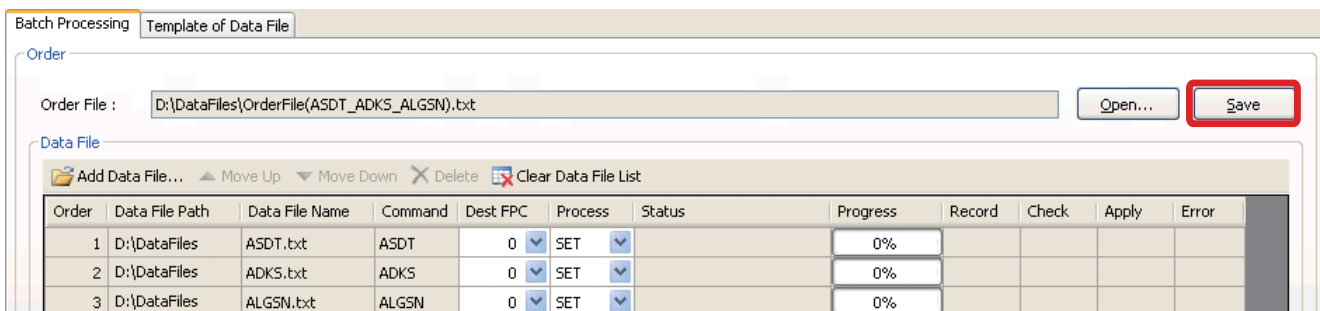 Batch Processing Template of Data File
Order
Order File : D:\DataFiles\OrderFile(ASDT_ADKS_ALGSN).txt Open... Save
Data File
Add Data File... Move Up Move Down Delete Clear Data File List
Order Data File Path Data File Name Command Dest FPC Process Status Progress Record Check Apply Error
1 D:\DataFiles ASDT.txt ASDT 0 SET 0%
2 D:\DataFiles ADKS.txt ADKS 0 SET 0%
3 D:\DataFiles ALGSN.txt ALGSN 0 SET 0%